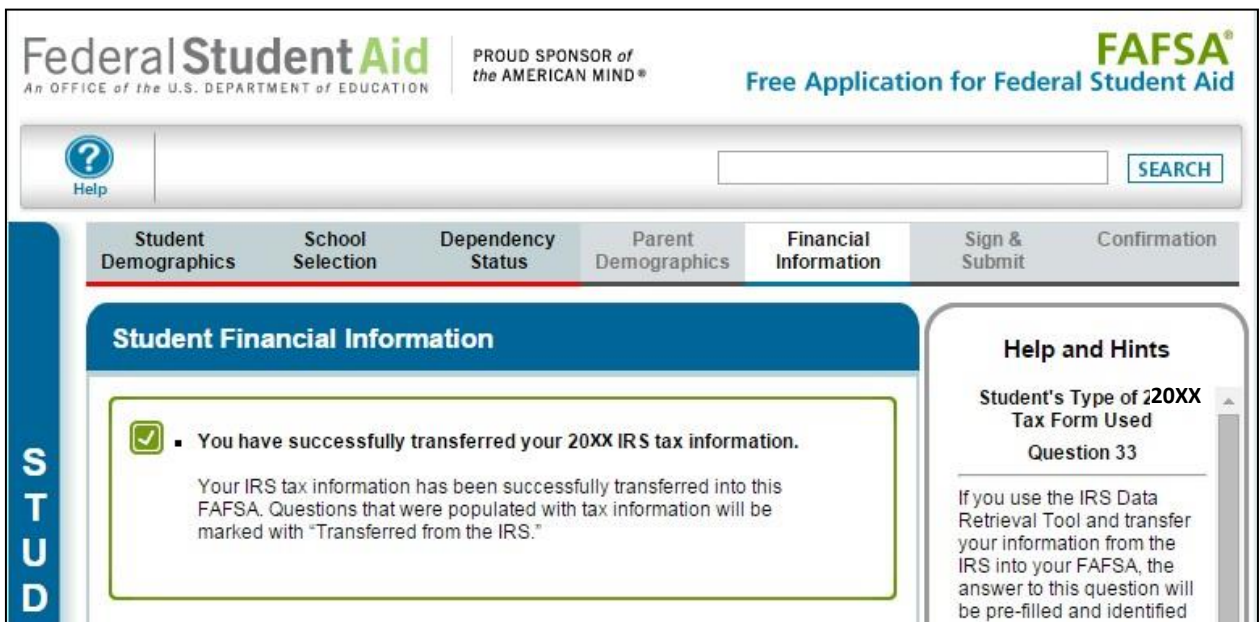 Federal Student Aid
An OFFICE of the U.S. DEPARTMENT of EDUCATION
PROUD SPONSOR of
the AMERICAN MIND®
FAFSA®
Free Application for Federal Student Aid
?
Help
SEARCH
Student Demographics
School Selection
Dependency Status
Parent Demographics
Financial Information
Sign & Submit
Confirmation
STUD
Student Financial Information
▪ You have successfully transferred your 20XX IRS tax information.
Your IRS tax information has been successfully transferred into this
FAFSA. Questions that were populated with tax information will be
marked with “Transferred from the IRS.”
Help and Hints
Student's Type of 220XX
Tax Form Used
Question 33
If you use the IRS Data
Retrieval Tool and transfer
your information from the
IRS into your FAFSA, the
answer to this question will
be pre-filled and identified